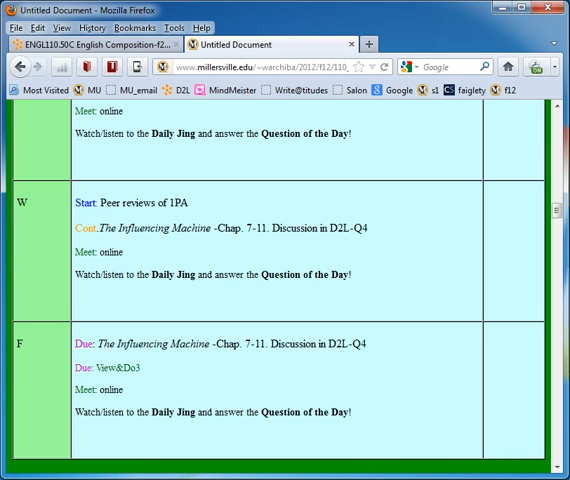 Untitled Document - Mozilla Firefox
File Edit View History Bookmarks Tools Help
ENGL110.50C English Composition-f2...
Untitled Document
www.millersville.edu/~warchiba/2012/f12/110_
Google
ON
Most Visited MU MU_email D2L MindMeister Write@titudes Salon Google s1 faiglety f12
Meet: online
Watch/listen to the Daily Jing and answer the Question of the Day!
W
Start: Peer reviews of 1PA
Cont.The Influencing Machine -Chap. 7-11. Discussion in D2L-Q4
Meet: online
Watch/listen to the Daily Jing and answer the Question of the Day!
F
Due: The Influencing Machine -Chap. 7-11. Discussion in D2L-Q4
Due: View&Do3
Meet: online
Watch/listen to the Daily Jing and answer the Question of the Day!